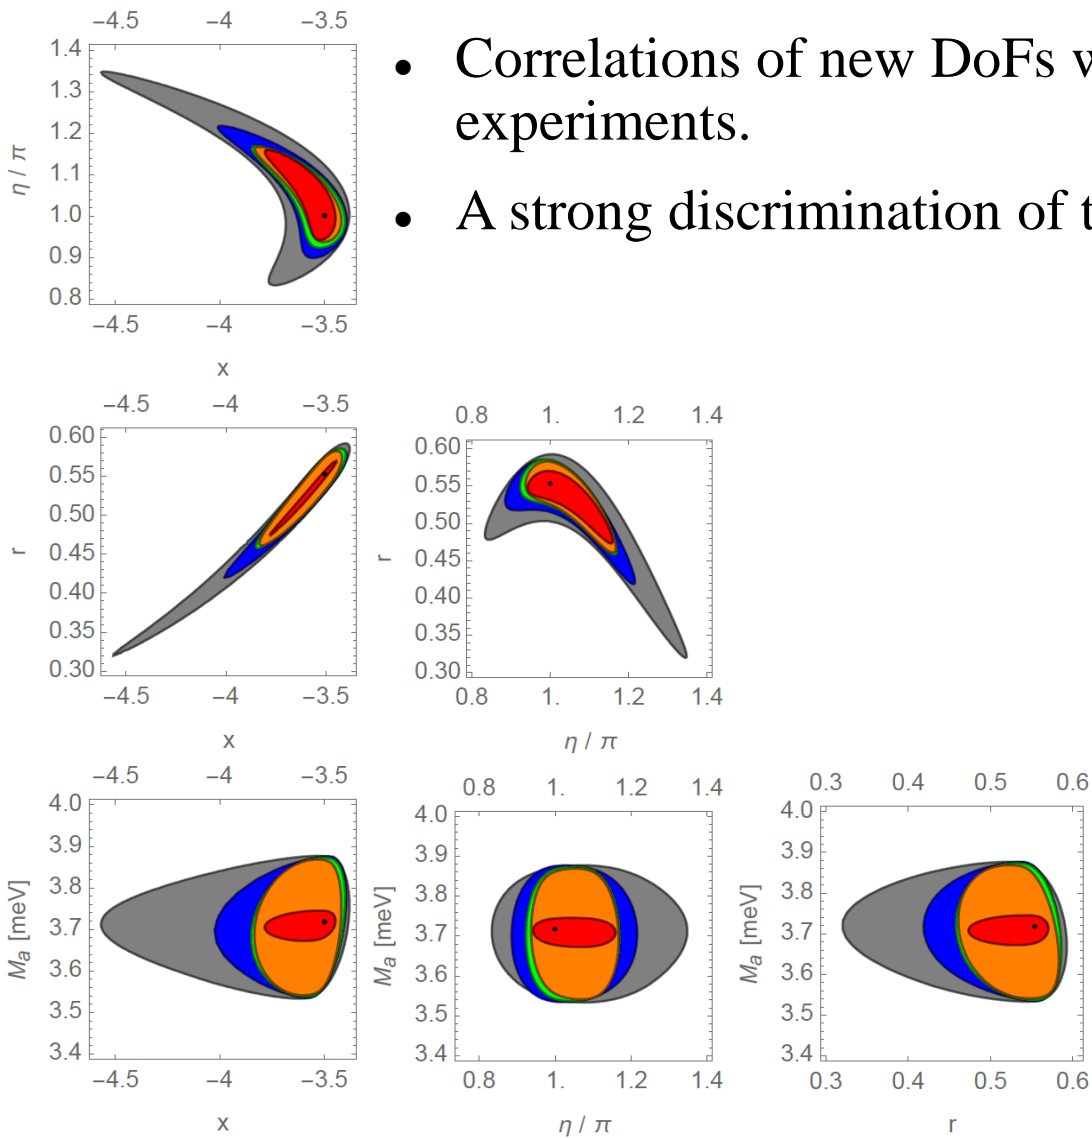 • Correlations of new DoFs w
experiments.
• A strong discrimination of t
−4.5 −4 −3.5
1.4
1.3
1.2
1.1
1.0
0.9
0.8
η / π
−4.5 −4 −3.5
x
−4.5 −4 −3.5
0.60
0.55
0.50
0.45
0.40
0.35
0.30
r
−4.5 −4 −3.5
x
0.8 1. 1.2 1.4
0.60
0.55
0.50
0.45
0.40
0.35
0.30
r
0.8 1. 1.2 1.4
η / π
−4.5 −4 −3.5
4.0
3.9
3.8
3.7
3.6
3.5
3.4
Ma [meV]
−4.5 −4 −3.5
x
0.8 1. 1.2 1.4
4.0
3.9
3.8
3.7
3.6
3.5
3.4
Ma [meV]
0.8 1. 1.2 1.4
η / π
0.3 0.4 0.5 0.6
4.0
3.9
3.8
3.7
3.6
3.5
3.4
Ma [meV]
0.3 0.4 0.5 0.6
r